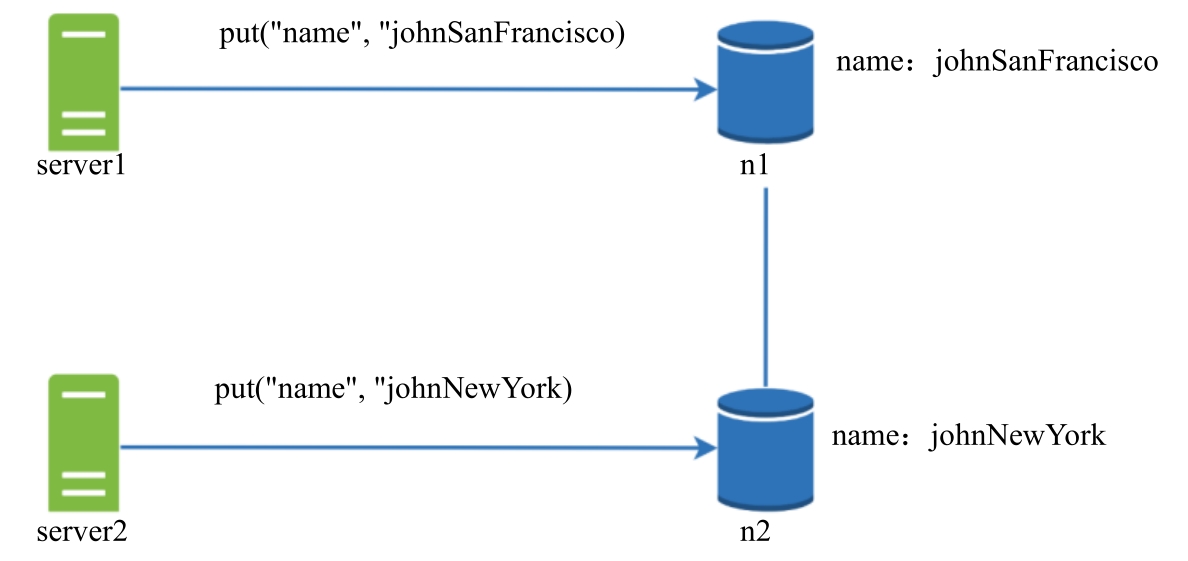 put("name", "johnSanFrancisco)
name：johnSanFrancisco
server1
n1
put("name", "johnNewYork)
name：johnNewYork
server2
n2